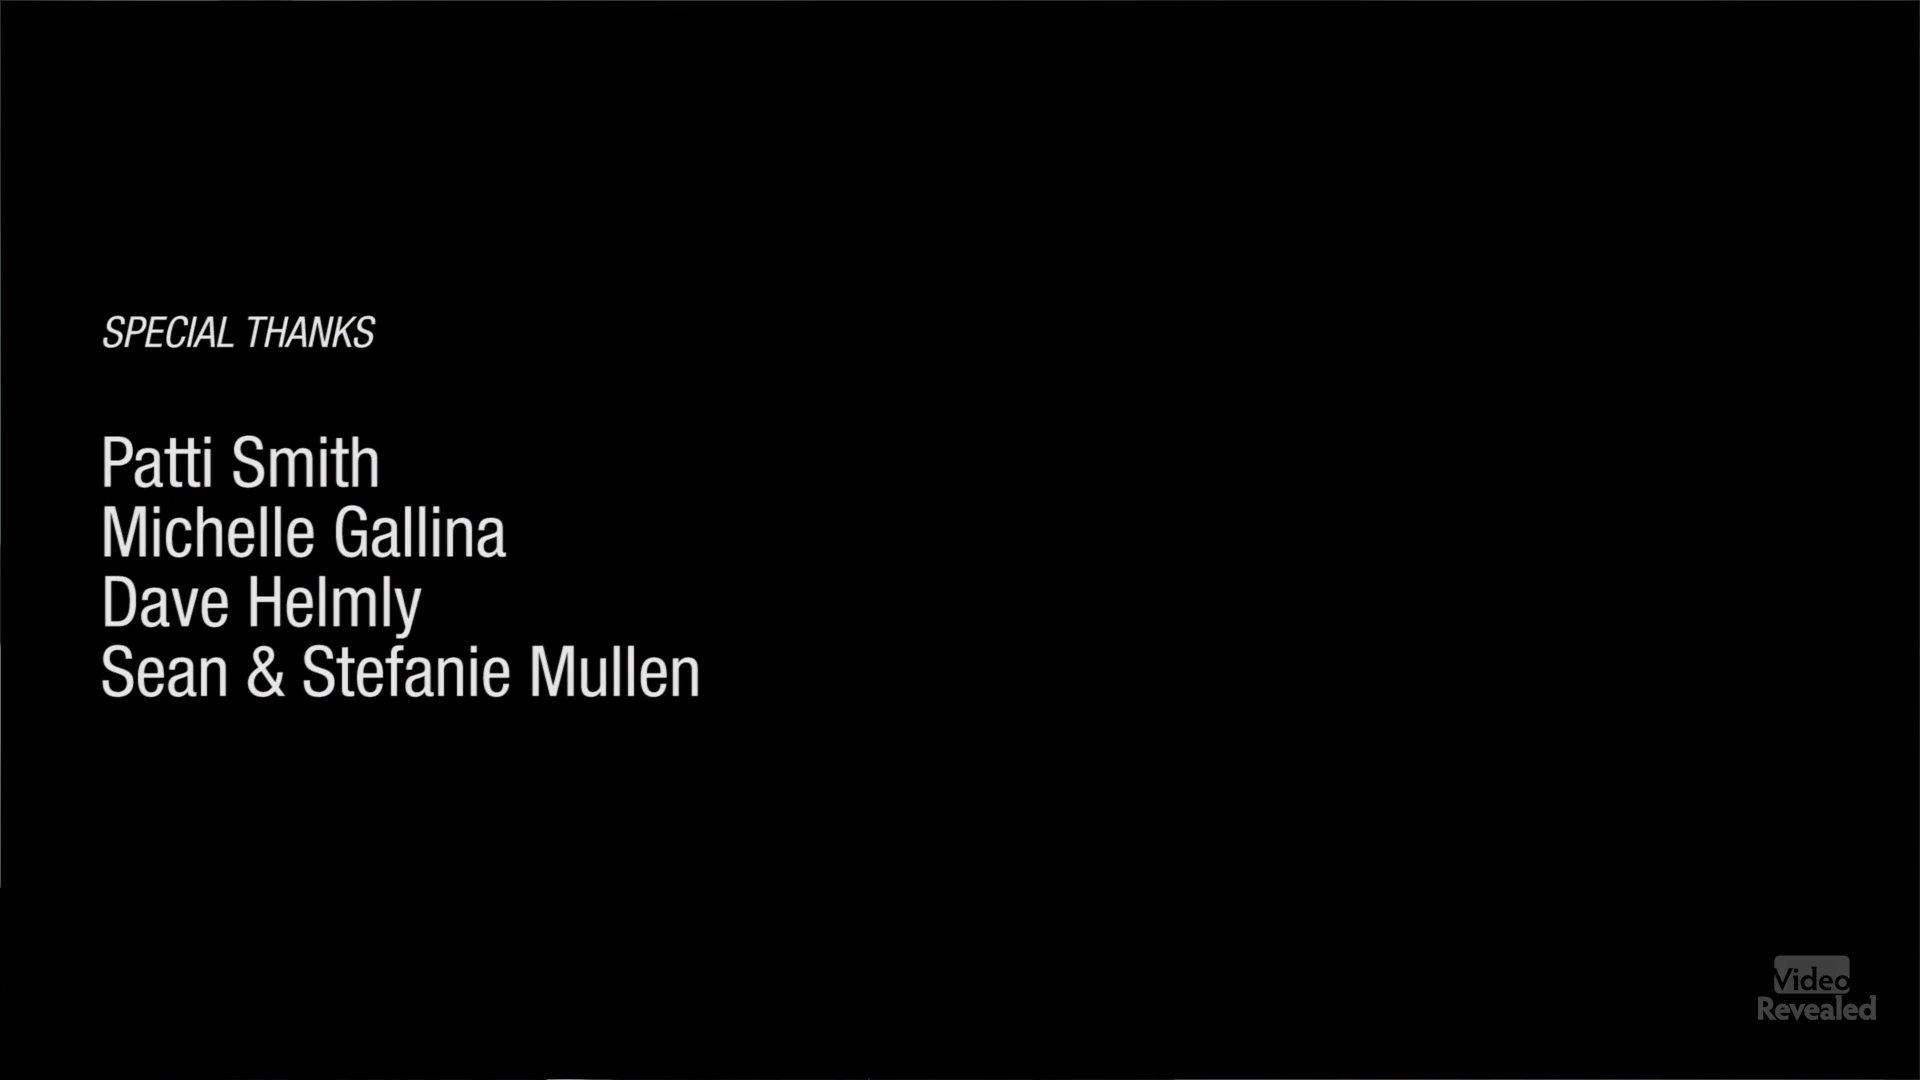 SPECIAL THANKS
Patti Smith
Michelle Gallina
Dave Helmly
Sean & Stefanie Mullen
Video
Revealed